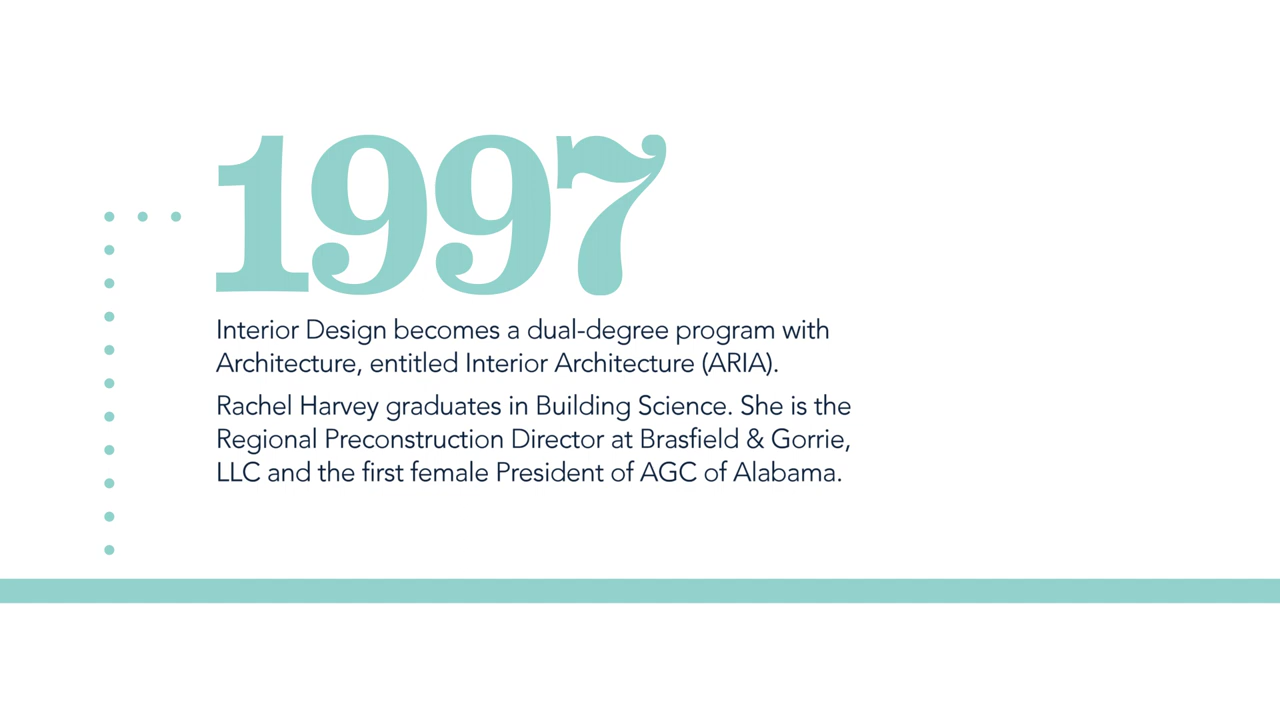 1997
Interior Design becomes a dual-degree program with
Architecture, entitled Interior Architecture (ARIA).
Rachel Harvey graduates in Building Science. She is the
Regional Preconstruction Director at Brasfield & Gorrie,
LLC and the first female President of AGC of Alabama.